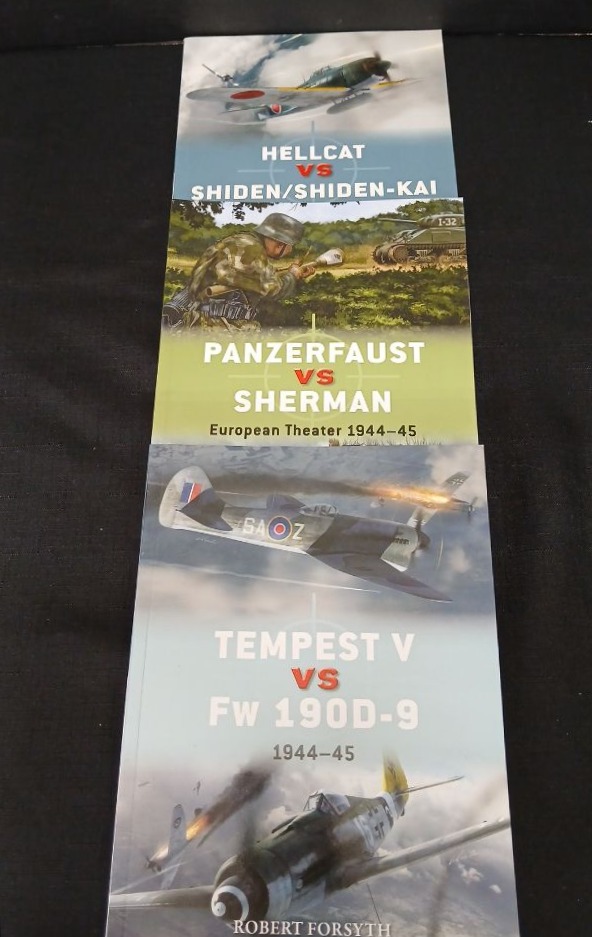 HELLCAT
VS
SHIDEN/SHIDEN-KAI
I-32
PANZERFAUST
VS
SHERMAN
European Theater 1944–45
SA Z
TEMPEST V
VS
Fw 190D-9
1944–45
ROBERT FORSYTH